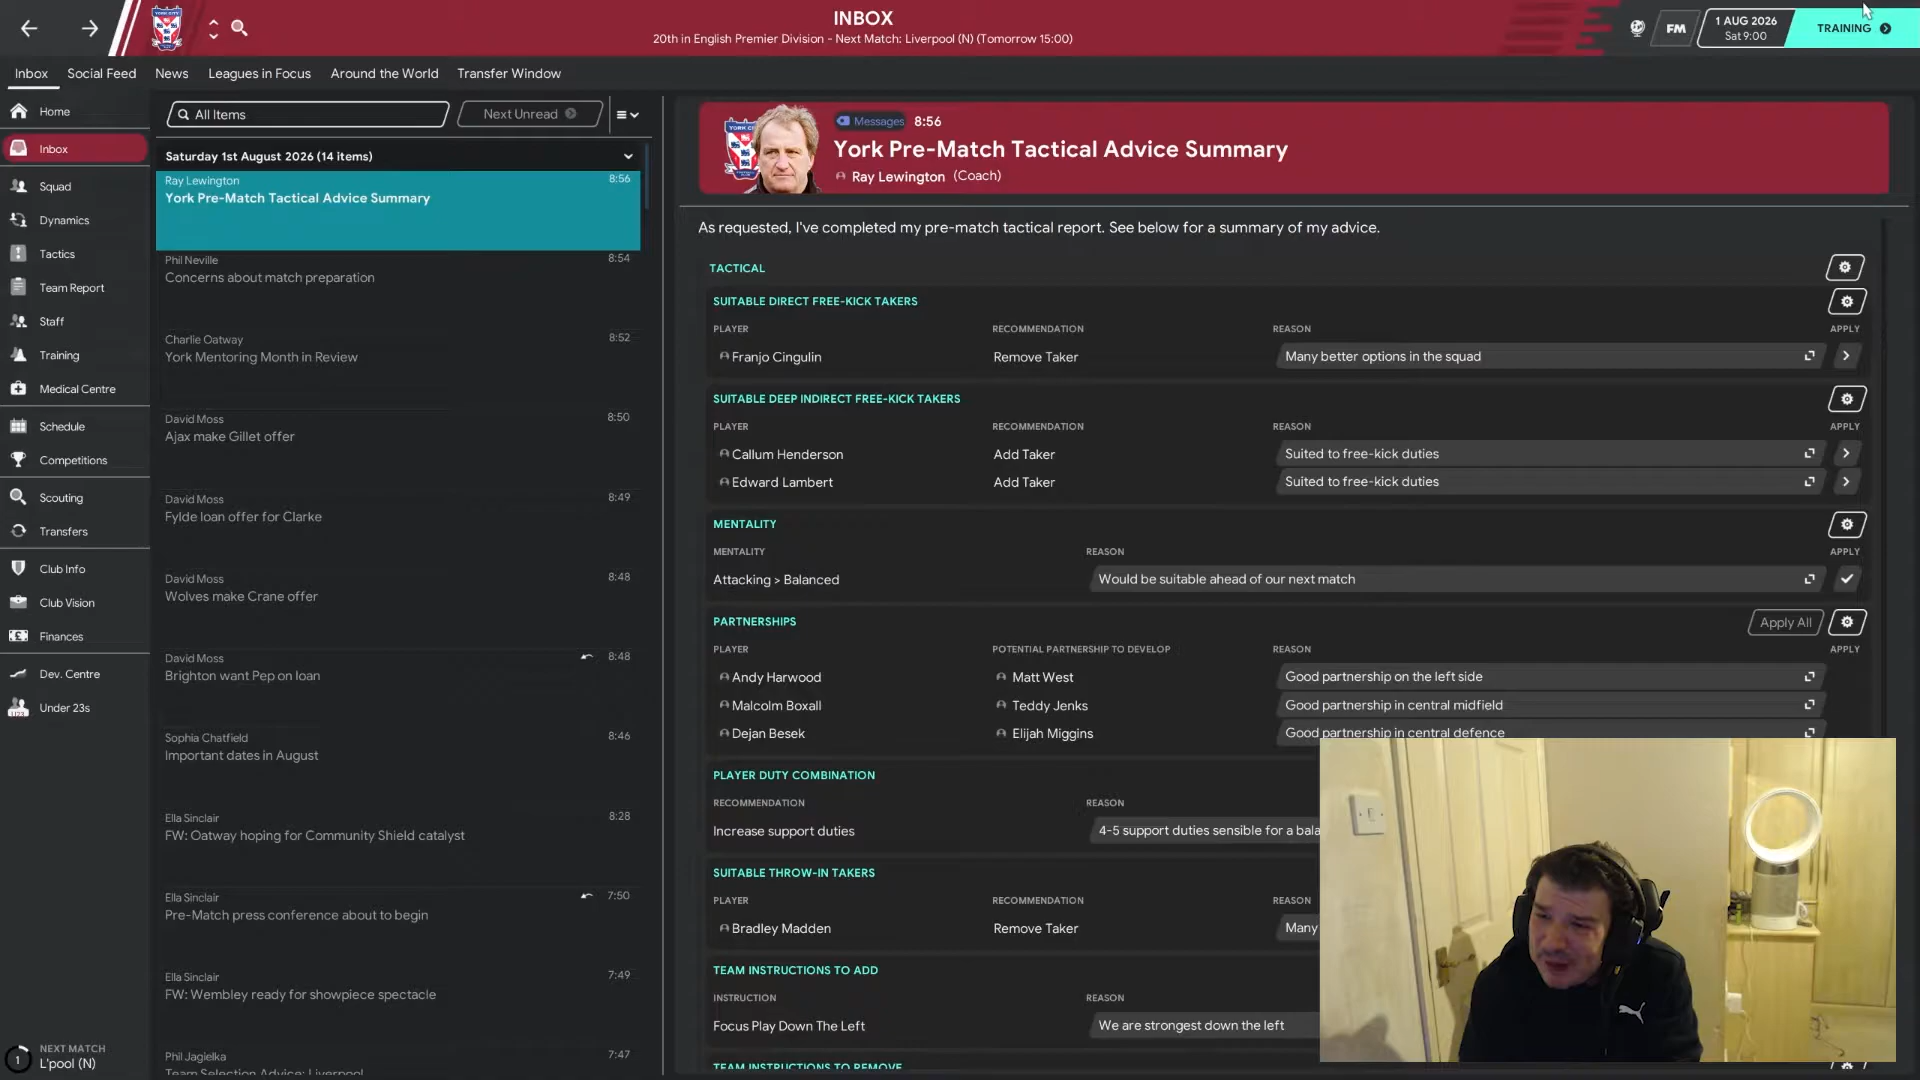 INBOX
20th in English Premier Division - Next Match: Liverpool (N) (Tomorrow 15:00)
FM
1 AUG 2026
Sat 9:00
TRAINING
Inbox
Social Feed
News
Leagues in Focus
Around the World
Transfer Window
Home
Inbox
Squad
Dynamics
Tactics
Team Report
Staff
Training
Medical Centre
Schedule
Competitions
Scouting
Transfers
Club Info
Club Vision
Finances
Dev. Centre
Under 23s
1
NEXT MATCH
L'pool (N)
All Items
Next Unread
Saturday 1st August 2026 (14 items)
Ray Lewington 8:56
York Pre-Match Tactical Advice Summary
Phil Neville 8:54
Concerns about match preparation
Charlie Oatway 8:52
York Mentoring Month in Review
David Moss 8:50
Ajax make Gillet offer
David Moss 8:49
Fylde loan offer for Clarke
David Moss 8:48
Wolves make Crane offer
David Moss 8:48
Brighton want Pep on loan
Sophia Chatfield 8:46
Important dates in August
Ella Sinclair 8:28
FW: Oatway hoping for Community Shield catalyst
Ella Sinclair 7:50
Pre-Match press conference about to begin
Ella Sinclair 7:49
FW: Wembley ready for showpiece spectacle
Phil Jagielka 7:47
Team Selection Advice: Liverpool
Messages 8:56
York Pre-Match Tactical Advice Summary
Ray Lewington (Coach)
As requested, I've completed my pre-match tactical report. See below for a summary of my advice.
TACTICAL
SUITABLE DIRECT FREE-KICK TAKERS
PLAYER RECOMMENDATION REASON APPLY
Franjo Cingulin Remove Taker Many better options in the squad
SUITABLE DEEP INDIRECT FREE-KICK TAKERS
PLAYER RECOMMENDATION REASON APPLY
Callum Henderson Add Taker Suited to free-kick duties
Edward Lambert Add Taker Suited to free-kick duties
MENTALITY
MENTALITY REASON APPLY
Attacking > Balanced Would be suitable ahead of our next match
PARTNERSHIPS Apply All
PLAYER POTENTIAL PARTNERSHIP TO DEVELOP REASON APPLY
Andy Harwood Matt West Good partnership on the left side
Malcolm Boxall Teddy Jenks Good partnership in central midfield
Dejan Besek Elijah Miggins Good partnership in central defence
PLAYER DUTY COMBINATION
RECOMMENDATION REASON
Increase support duties 4-5 support duties sensible for a bala
SUITABLE THROW-IN TAKERS
PLAYER RECOMMENDATION REASON
Bradley Madden Remove Taker Many
TEAM INSTRUCTIONS TO ADD
INSTRUCTION REASON
Focus Play Down The Left We are strongest down the left
TEAM INSTRUCTIONS TO REMOVE